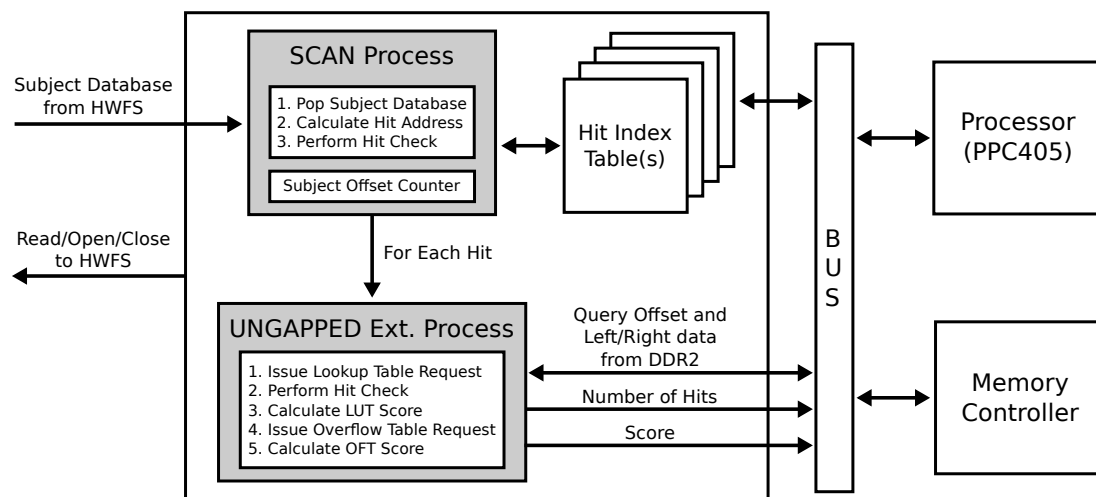 SCAN Process
Subject Database
from HWFS
1. Pop Subject Database
2. Calculate Hit Address
3. Perform Hit Check
Subject Offset Counter
Hit Index
Table(s)
Processor
(PPC405)
Read/Open/Close
to HWFS
For Each Hit
B
U
S
UNGAPPED Ext. Process
1. Issue Lookup Table Request
2. Perform Hit Check
3. Calculate LUT Score
4. Issue Overflow Table Request
5. Calculate OFT Score
Query Offset and
Left/Right data
from DDR2
Number of Hits
Score
Memory
Controller